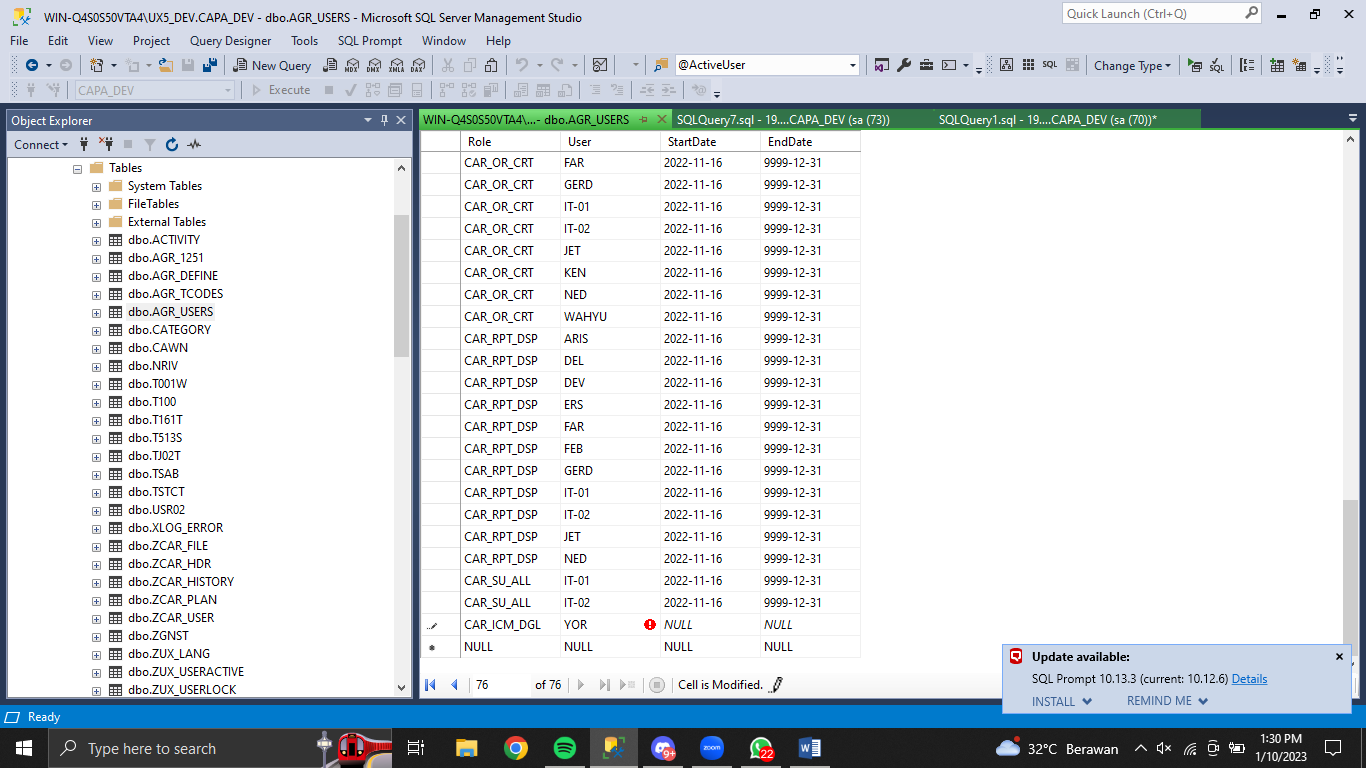 WIN-Q4S0S50VTA4\UX5_DEV.CAPA_DEV - dbo.AGR_USERS - Microsoft SQL Server Management Studio
Quick Launch (Ctrl+Q)
File Edit View Project Query Designer Tools SQL Prompt Window Help
New Query MDX DMX XMLA DAX @ActiveUser SQL Change Type SQL
CAPA_DEV Execute
Object Explorer
WIN-Q4S0S50VTA4\...- dbo.AGR_USERS SQLQuery7.sql - 19....CAPA_DEV (sa (73)) SQLQuery1.sql - 19....CAPA_DEV (sa (70))*
Connect
Tables
System Tables
FileTables
External Tables
dbo.ACTIVITY
dbo.AGR_1251
dbo.AGR_DEFINE
dbo.AGR_TCODES
dbo.AGR_USERS
dbo.CATEGORY
dbo.CAWN
dbo.NRIV
dbo.T001W
dbo.T100
dbo.T161T
dbo.T513S
dbo.TJ02T
dbo.TSAB
dbo.TSTCT
dbo.USR02
dbo.XLOG_ERROR
dbo.ZCAR_FILE
dbo.ZCAR_HDR
dbo.ZCAR_HISTORY
dbo.ZCAR_PLAN
dbo.ZCAR_USER
dbo.ZGNST
dbo.ZUX_LANG
dbo.ZUX_USERACTIVE
dbo.ZUX_USERLOCK
Role User StartDate EndDate
CAR_OR_CRT FAR 2022-11-16 9999-12-31
CAR_OR_CRT GERD 2022-11-16 9999-12-31
CAR_OR_CRT IT-01 2022-11-16 9999-12-31
CAR_OR_CRT IT-02 2022-11-16 9999-12-31
CAR_OR_CRT JET 2022-11-16 9999-12-31
CAR_OR_CRT KEN 2022-11-16 9999-12-31
CAR_OR_CRT NED 2022-11-16 9999-12-31
CAR_OR_CRT WAHYU 2022-11-16 9999-12-31
CAR_RPT_DSP ARIS 2022-11-16 9999-12-31
CAR_RPT_DSP DEL 2022-11-16 9999-12-31
CAR_RPT_DSP DEV 2022-11-16 9999-12-31
CAR_RPT_DSP ERS 2022-11-16 9999-12-31
CAR_RPT_DSP FAR 2022-11-16 9999-12-31
CAR_RPT_DSP FEB 2022-11-16 9999-12-31
CAR_RPT_DSP GERD 2022-11-16 9999-12-31
CAR_RPT_DSP IT-01 2022-11-16 9999-12-31
CAR_RPT_DSP IT-02 2022-11-16 9999-12-31
CAR_RPT_DSP JET 2022-11-16 9999-12-31
CAR_RPT_DSP NED 2022-11-16 9999-12-31
CAR_SU_ALL IT-01 2022-11-16 9999-12-31
CAR_SU_ALL IT-02 2022-11-16 9999-12-31
CAR_ICM_DGL YOR NULL NULL
NULL NULL NULL NULL
76 of 76 Cell is Modified.
Update available:
SQL Prompt 10.13.3 (current: 10.12.6) Details
INSTALL REMIND ME
Ready
Type here to search
9+
zoom
22
W
32°C Berawan
1:30 PM
1/10/2023